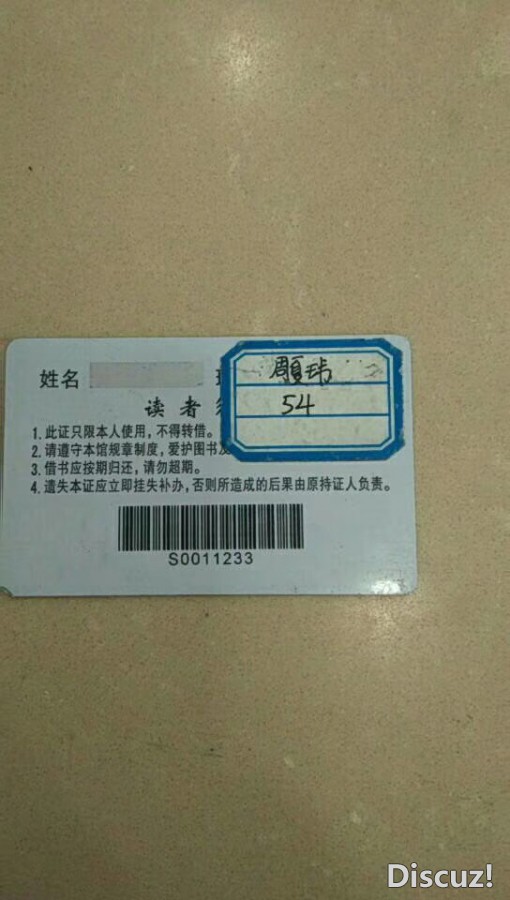 姓名
54
读者
1.此证只限本人使用,不得转借。
2.请遵守本馆规章制度,爱护图书
3.借书应按期归还,请勿超期。
4.遗失本证应立即挂失补办,否则所造成的后果由原持证人负责。
S0011233
Discuz!